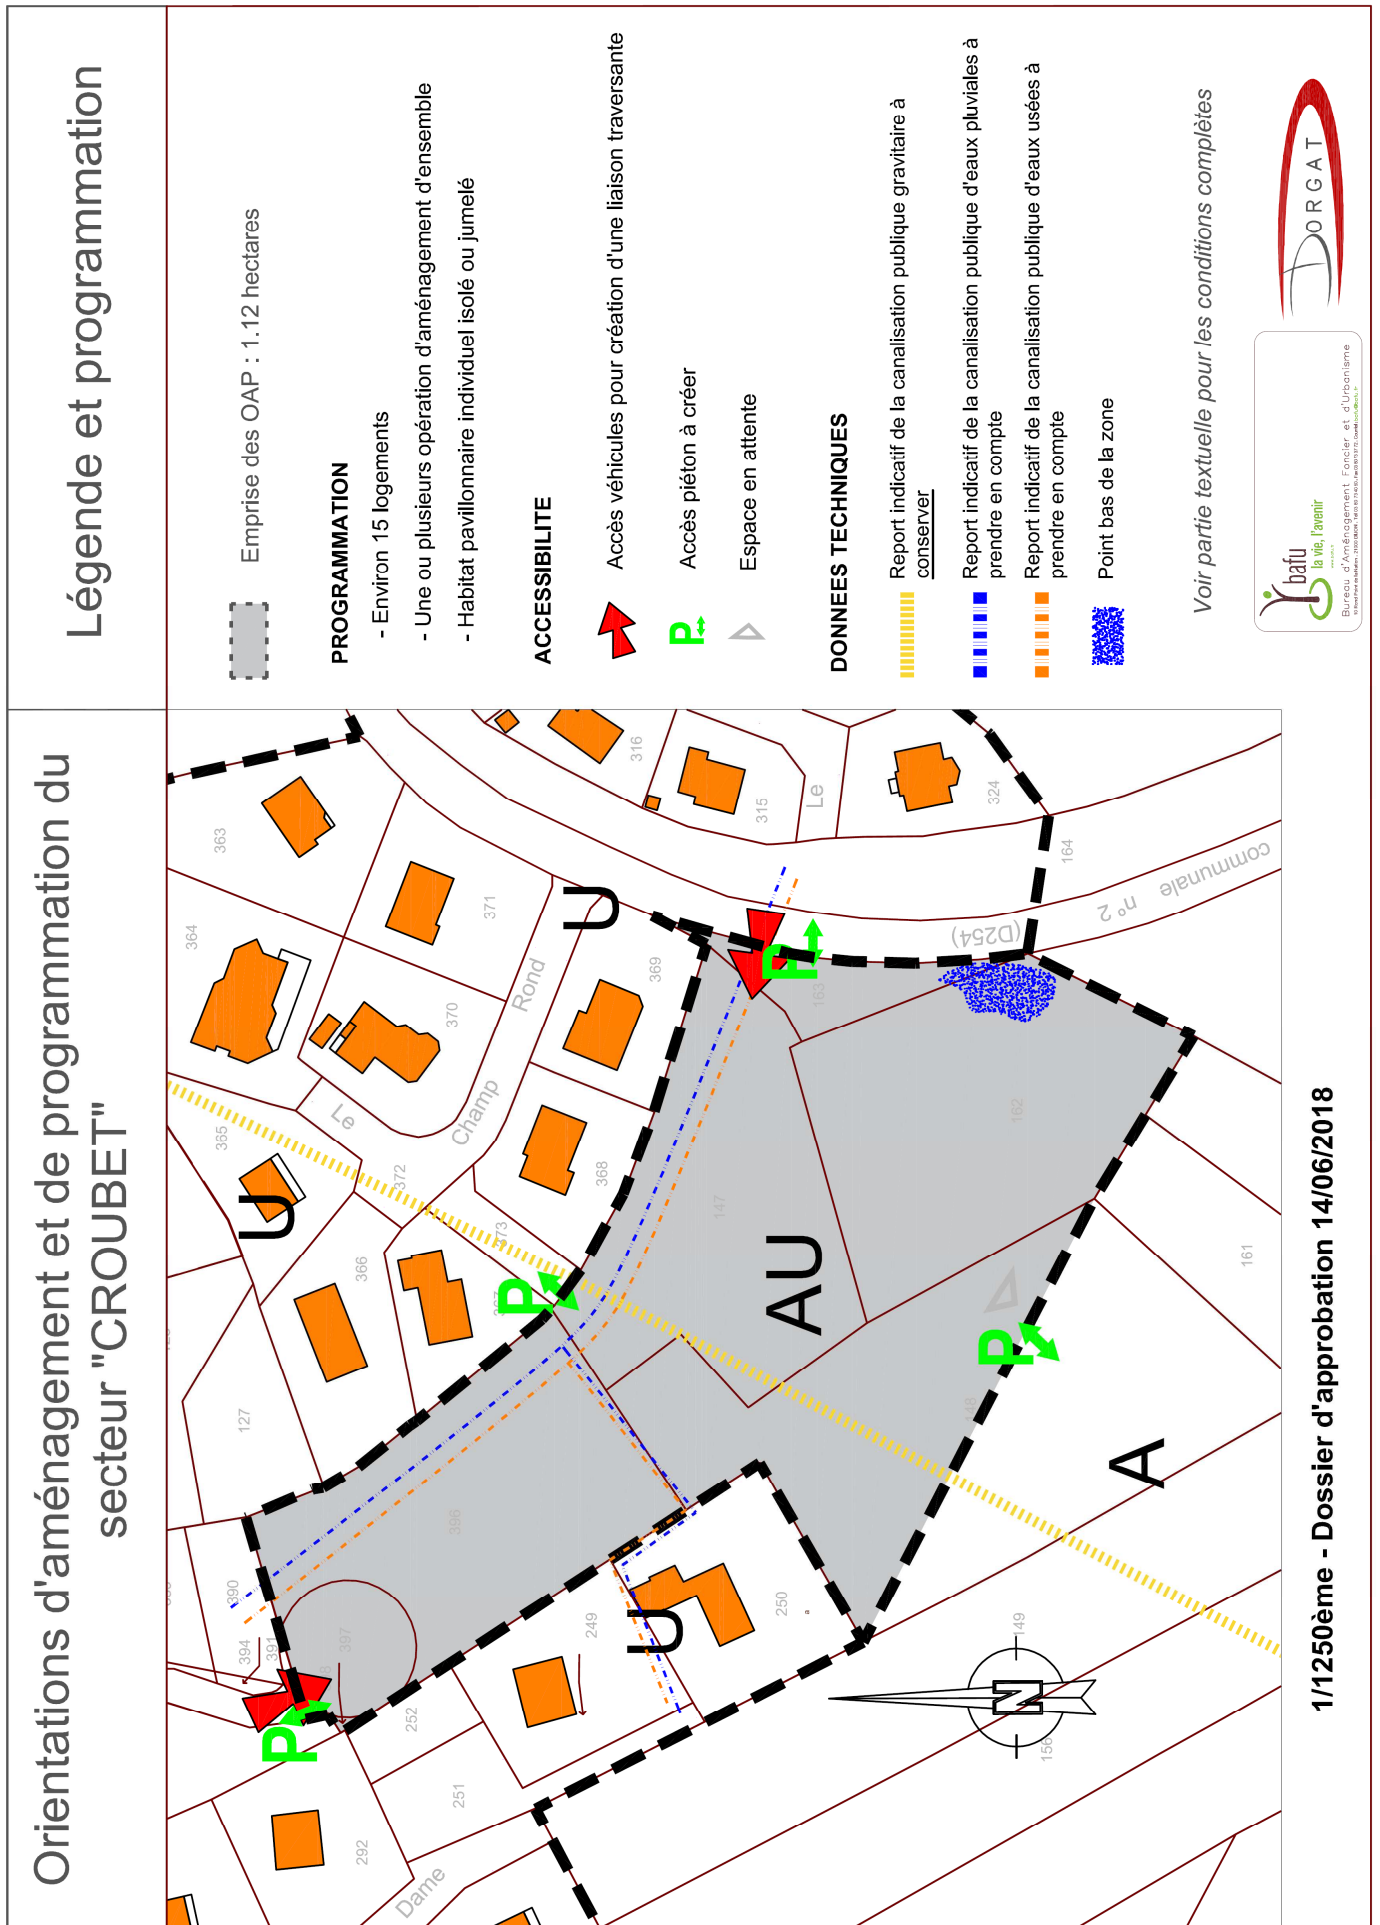 Orientations d'aménagement et de programmation du
secteur "CROUBET"
Légende et programmation
Emprise des OAP : 1.12 hectares
PROGRAMMATION
- Environ 15 logements
- Une ou plusieurs opération d'aménagement d'ensemble
- Habitat pavillonnaire individuel isolé ou jumelé
ACCESSIBILITE
Accès véhicules pour création d'une liaison traversante
P
Accès piéton à créer
Espace en attente
DONNEES TECHNIQUES
Report indicatif de la canalisation publique gravitaire à
conserver
Report indicatif de la canalisation publique d'eaux pluviales à
prendre en compte
Report indicatif de la canalisation publique d'eaux usées à
prendre en compte
Point bas de la zone
Voir partie textuelle pour les conditions complètes
bafu
la vie, l'avenir
Bureau d'Aménagement Foncier et d'Urbanisme
DORGAT
363
364
371
370
Rond
Champ
Le
365
372
U
U
369
368
373
366
367
127
390
394
391
397
396
P
P
P
P
316
315
Le
324
164
communale
n° 2
(D254)
163
162
147
AU
148
161
A
149
156
N
250
249
U
252
251
292
Dame
1/1250ème - Dossier d'approbation 14/06/2018